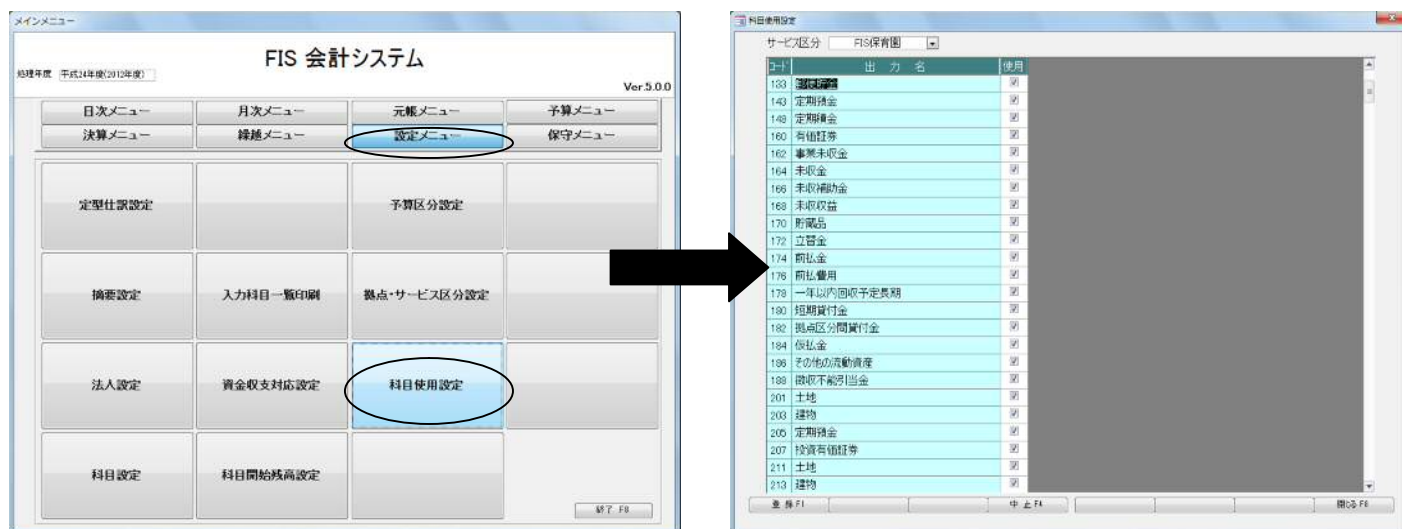 メインメニュー
FIS 会計システム
処理年度 平成24年度(2012年度)
Ver.5.0.0
日次メニュー 月次メニュー 元帳メニュー 予算メニュー
決算メニュー 繰越メニュー 設定メニュー 保守メニュー
定型仕訳設定 予算区分設定
摘要設定 入力科目一覧印刷 拠点・サービス区分設定
法人設定 資金収支対応設定 科目使用設定
科目設定 科目開始残高設定
終了 F8
科目使用設定
サービス区分 FIS保育園
コード 出 力 名 使用
133
143 定期預金
149 定期積金
160 有価証券
162 事業未収金
164 未収金
166 未収補助金
168 未収収益
170 貯蔵品
172 立替金
174 前払金
176 前払費用
178 一年以内回収予定長期
180 短期貸付金
182 拠点区分間貸付金
184 仮払金
186 その他の流動資産
188 徴収不能引当金
201 土地
203 建物
205 定期預金
207 投資有価証券
211 土地
213 建物
登 録 F1 中 止 F4 閉じる F8